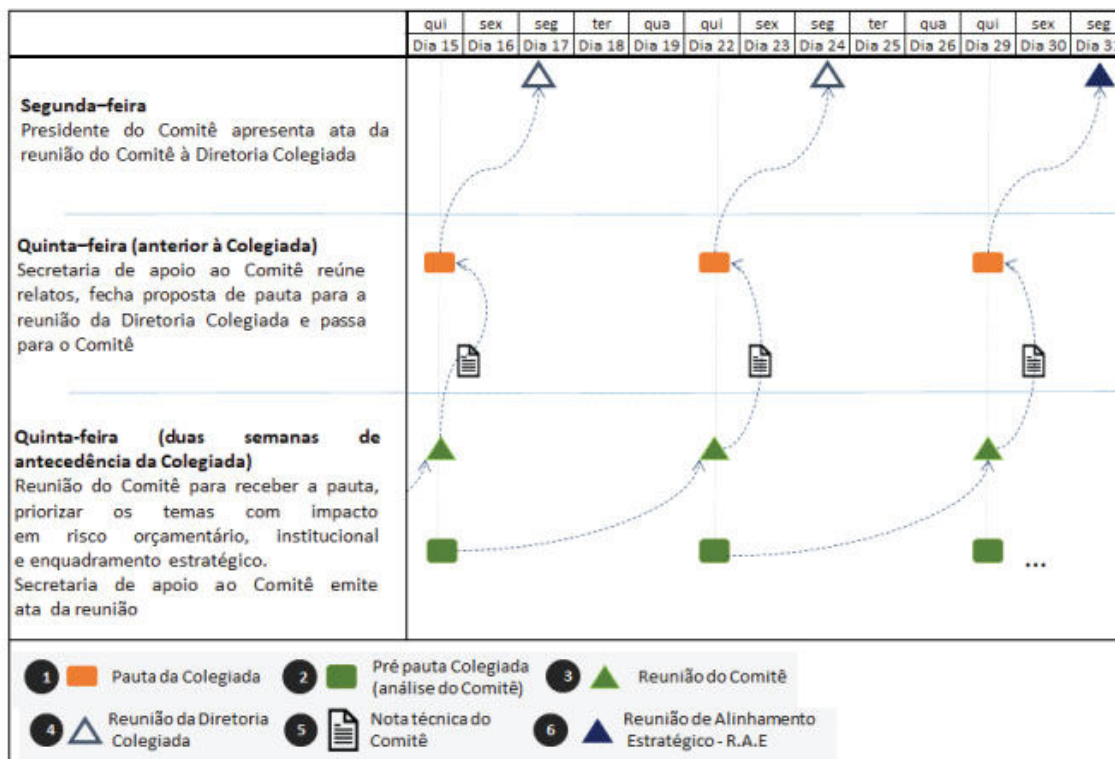 qui sex seg ter qua qui sex seg ter qua qui sex seg
Dia 15 Dia 16 Dia 17 Dia 18 Dia 19 Dia 22 Dia 23 Dia 24 Dia 25 Dia 26 Dia 29 Dia 30 Dia 31
Segunda–feira
Presidente do Comitê apresenta ata da
reunião do Comitê à Diretoria Colegiada
Quinta–feira (anterior à Colegiada)
Secretaria de apoio ao Comitê reúne
relatos, fecha proposta de pauta para a
reunião da Diretoria Colegiada e passa
para o Comitê
Quinta-feira (duas semanas de
antecedência da Colegiada)
Reunião do Comitê para receber a pauta,
priorizar os temas com impacto
em risco orçamentário, institucional
e enquadramento estratégico.
Secretaria de apoio ao Comitê emite
ata da reunião
...
1 Pauta da Colegiada
2 Pré pauta Colegiada
(análise do Comitê)
3 Reunião do Comitê
4 Reunião da Diretoria
Colegiada
5 Nota técnica do
Comitê
6 Reunião de Alinhamento
Estratégico - R.A.E